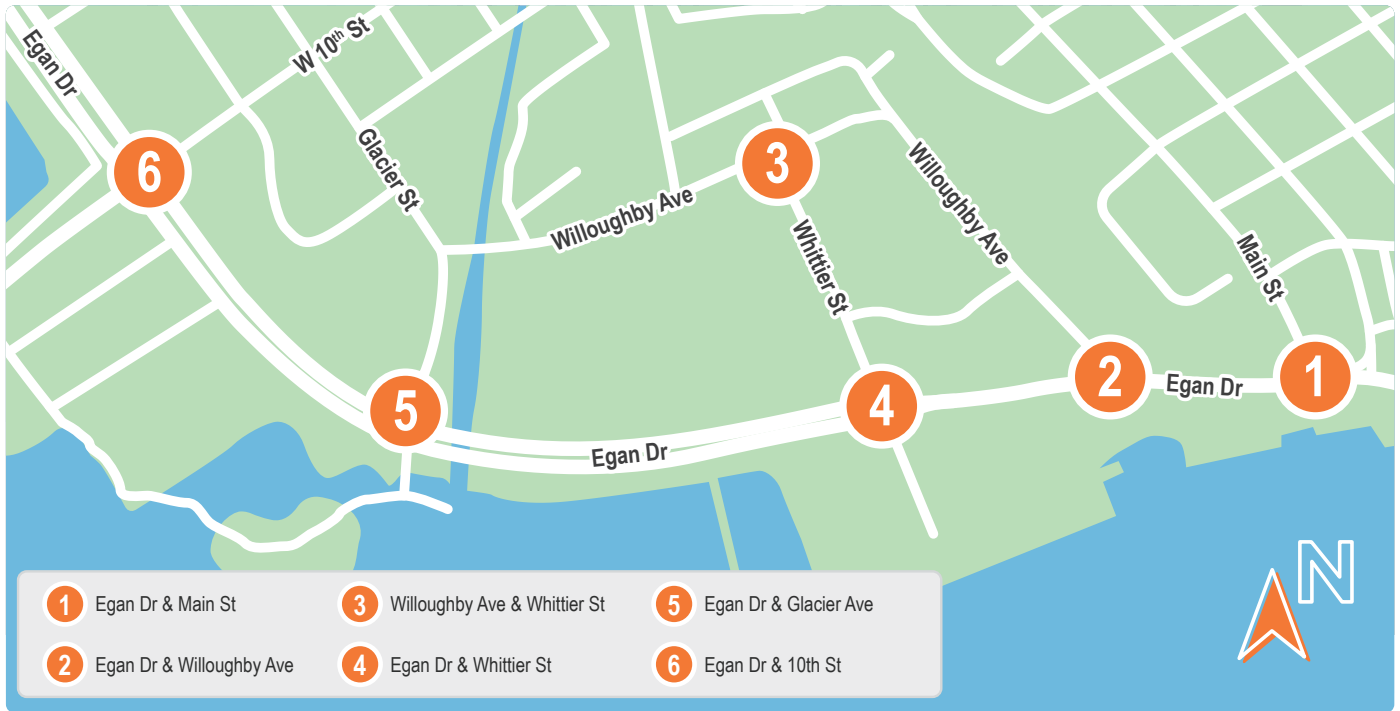 Egan Dr
W 10th St
6
Glacier St
3
Willoughby Ave
Willoughby Ave
Whittier St
Main St
5
4
2
Egan Dr
1
Egan Dr
N
1 Egan Dr & Main St
3 Willoughby Ave & Whittier St
5 Egan Dr & Glacier Ave
2 Egan Dr & Willoughby Ave
4 Egan Dr & Whittier St
6 Egan Dr & 10th St